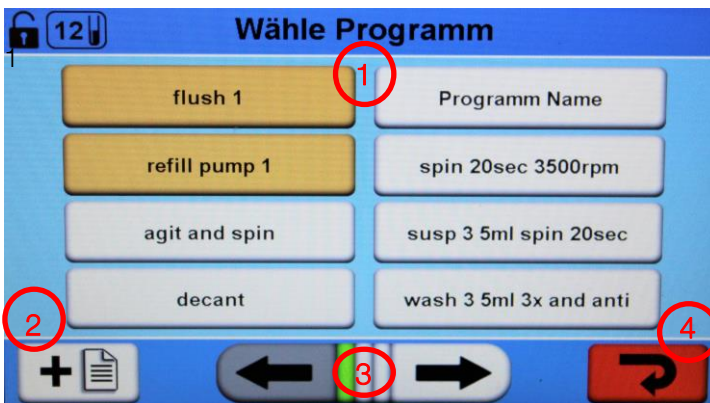 12 Wähle Programm
1
1
flush 1 Programm Name
refill pump 1 spin 20sec 3500rpm
agit and spin susp 3 5ml spin 20sec
decant wash 3 5ml 3x and anti
2 4
3